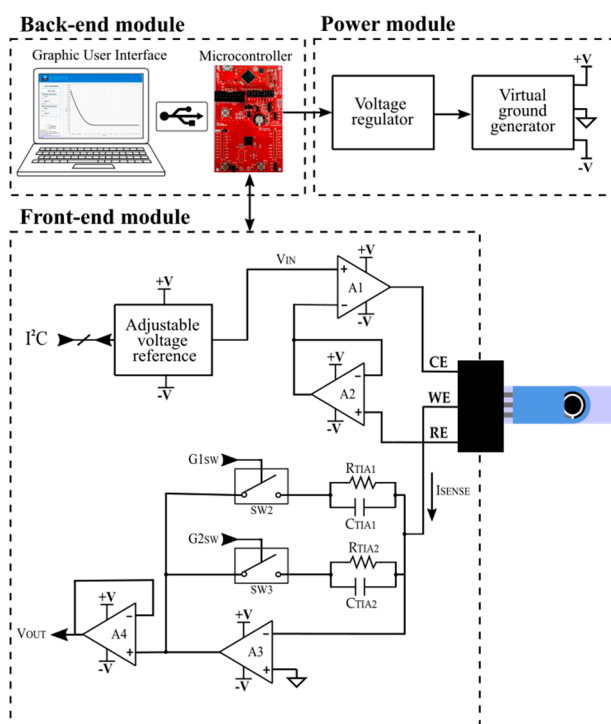 Back-end module
Power module
Graphic User Interface
Microcontroller
Voltage
regulator
Virtual
ground
generator
+V
-V
Front-end module
VIN
+V
A1
-V
I²C
+V
Adjustable
voltage
reference
-V
+V
A2
-V
CE
WE
RE
G1SW
SW2
RTIA1
CTIA1
ISENSE
G2SW
SW3
RTIA2
CTIA2
VOUT
+V
A4
-V
+V
A3
-V